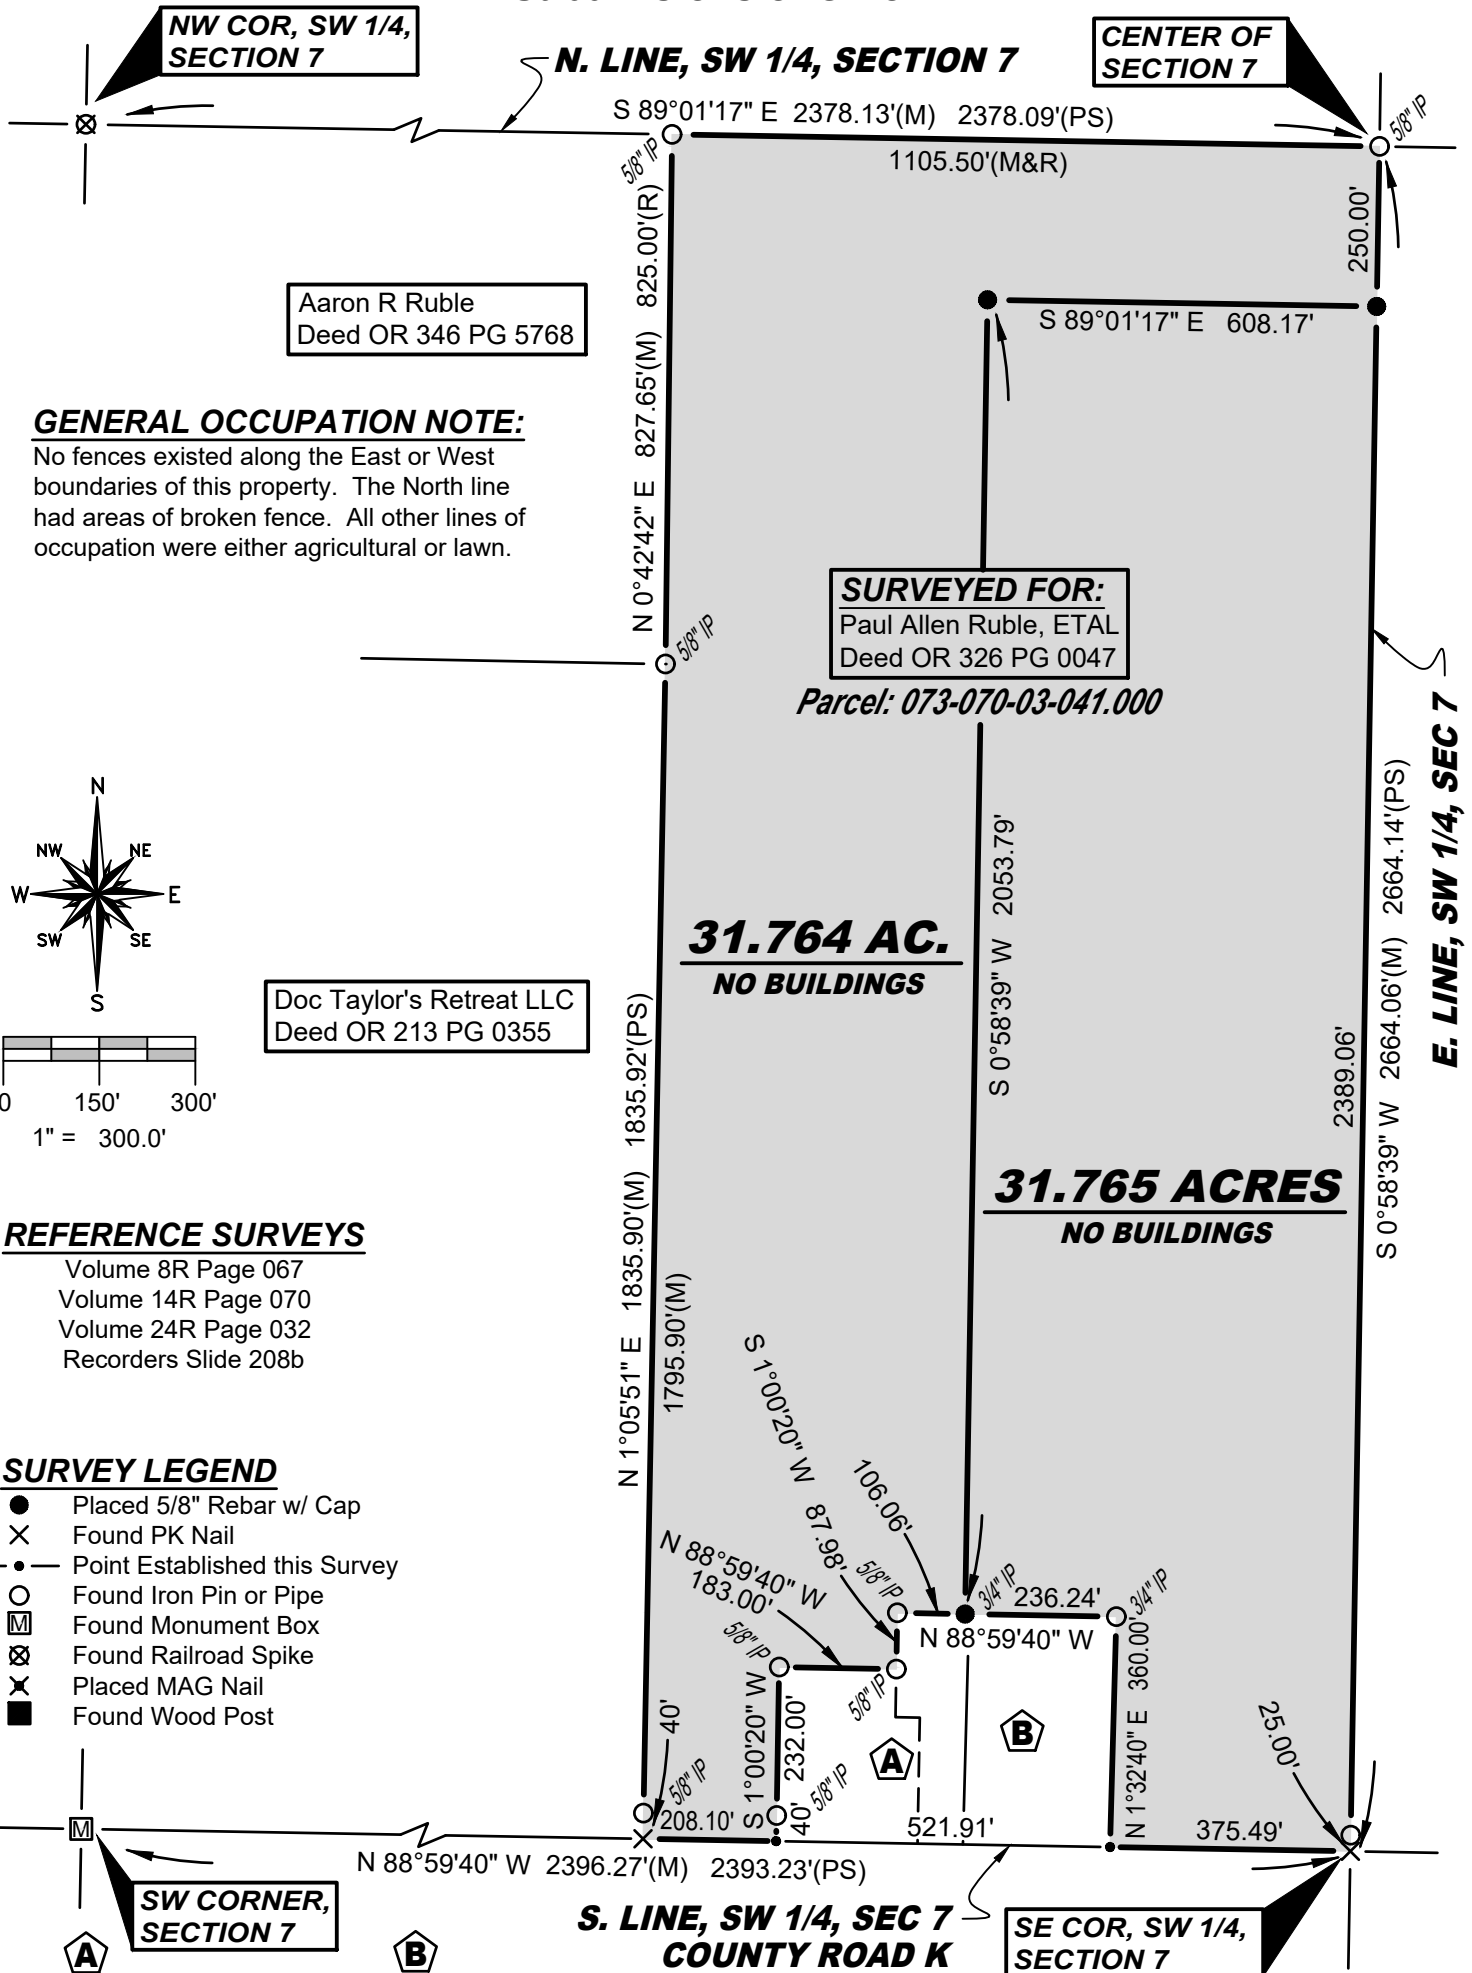 NW COR, SW 1/4,
SECTION 7
N. LINE, SW 1/4, SECTION 7
CENTER OF
SECTION 7
S 89°01'17" E 2378.13'(M) 2378.09'(PS)
1105.50'(M&R)
5/8" IP
5/8" IP
250.00'
S 89°01'17" E 608.17'
N 0°42'42" E 827.65'(M) 825.00'(R)
Aaron R Ruble
Deed OR 346 PG 5768
GENERAL OCCUPATION NOTE:
No fences existed along the East or West
boundaries of this property. The North line
had areas of broken fence. All other lines of
occupation were either agricultural or lawn.
SURVEYED FOR:
Paul Allen Ruble, ETAL
Deed OR 326 PG 0047
Parcel: 073-070-03-041.000
5/8" IP
E. LINE, SW 1/4, SEC 7
S 0°58'39" W 2664.06'(M) 2664.14'(PS)
2389.06'
S 0°58'39" W 2053.79'
N
NW NE
W E
SW SE
S
31.764 AC.
NO BUILDINGS
Doc Taylor's Retreat LLC
Deed OR 213 PG 0355
0 150' 300'
1" = 300.0'
31.765 ACRES
NO BUILDINGS
N 1°05'51" E 1835.90'(M) 1835.92'(PS)
1795.90'(M)
REFERENCE SURVEYS
Volume 8R Page 067
Volume 14R Page 070
Volume 24R Page 032
Recorders Slide 208b
SURVEY LEGEND
Placed 5/8" Rebar w/ Cap
Found PK Nail
Point Established this Survey
Found Iron Pin or Pipe
M Found Monument Box
Found Railroad Spike
Placed MAG Nail
Found Wood Post
S 1°00'20" W 87.98'
106.06'
N 88°59'40" W
183.00'
5/8" IP
3/4" IP
236.24'
3/4" IP
N 88°59'40" W
5/8" IP
5/8" IP
S 1°00'20" W
232.00'
N 1°32'40" E 360.00'
25.00'
A
B
40'
5/8" IP
5/8" IP
208.10'
40'
521.91'
375.49'
M
N 88°59'40" W 2396.27'(M) 2393.23'(PS)
SW CORNER,
SECTION 7
S. LINE, SW 1/4, SEC 7
COUNTY ROAD K
SE COR, SW 1/4,
SECTION 7
A
B